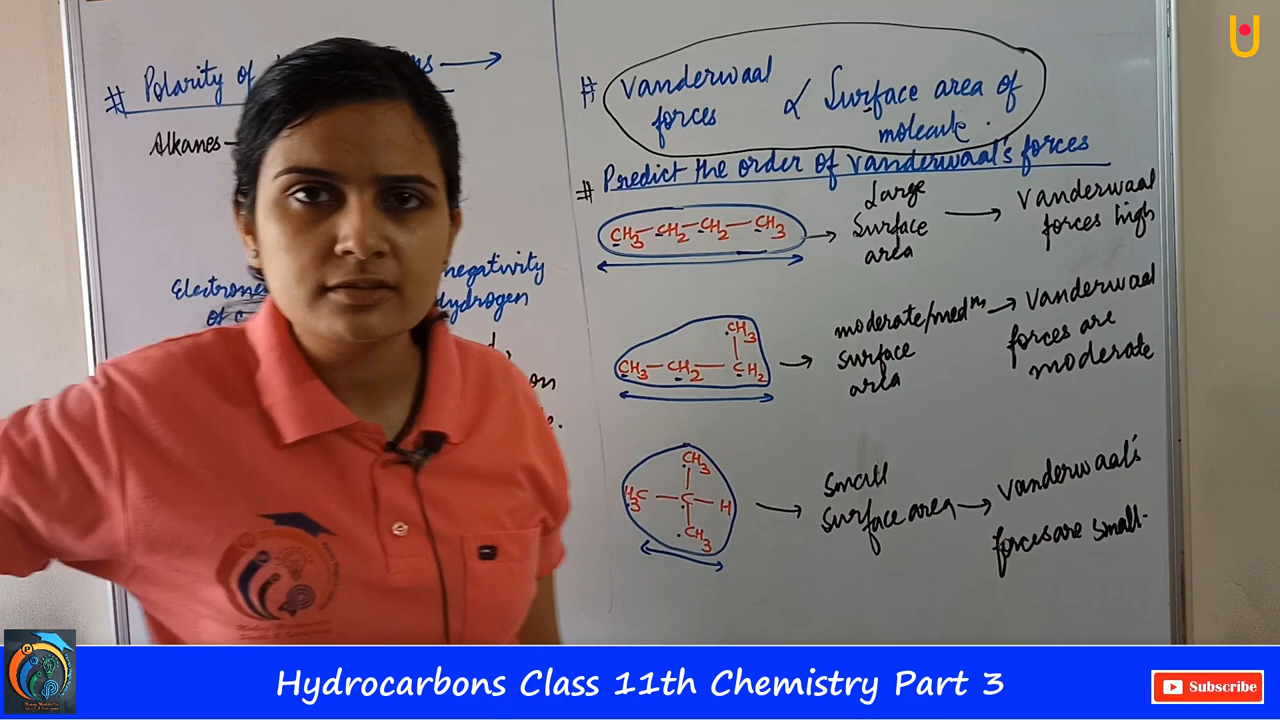 # Polarity of
Alkanes
negativity
of
hydrogen
on
# Vanderwaal
forces ∝ Surface area of
molecule.
# Predict the order of Vanderwaal's forces
CH3 — CH2 — CH2 — CH3
Large
Surface
area
Vanderwaal
forces high
CH3
CH3 — CH2 — CH2
moderate/medm
surface
area
Vanderwaal
forces are
moderate
CH3
H3C — C — H
CH3
Small
Surface area
Vanderwaal's
forces are small.
Hydrocarbons Class 11th Chemistry Part 3
Subscribe